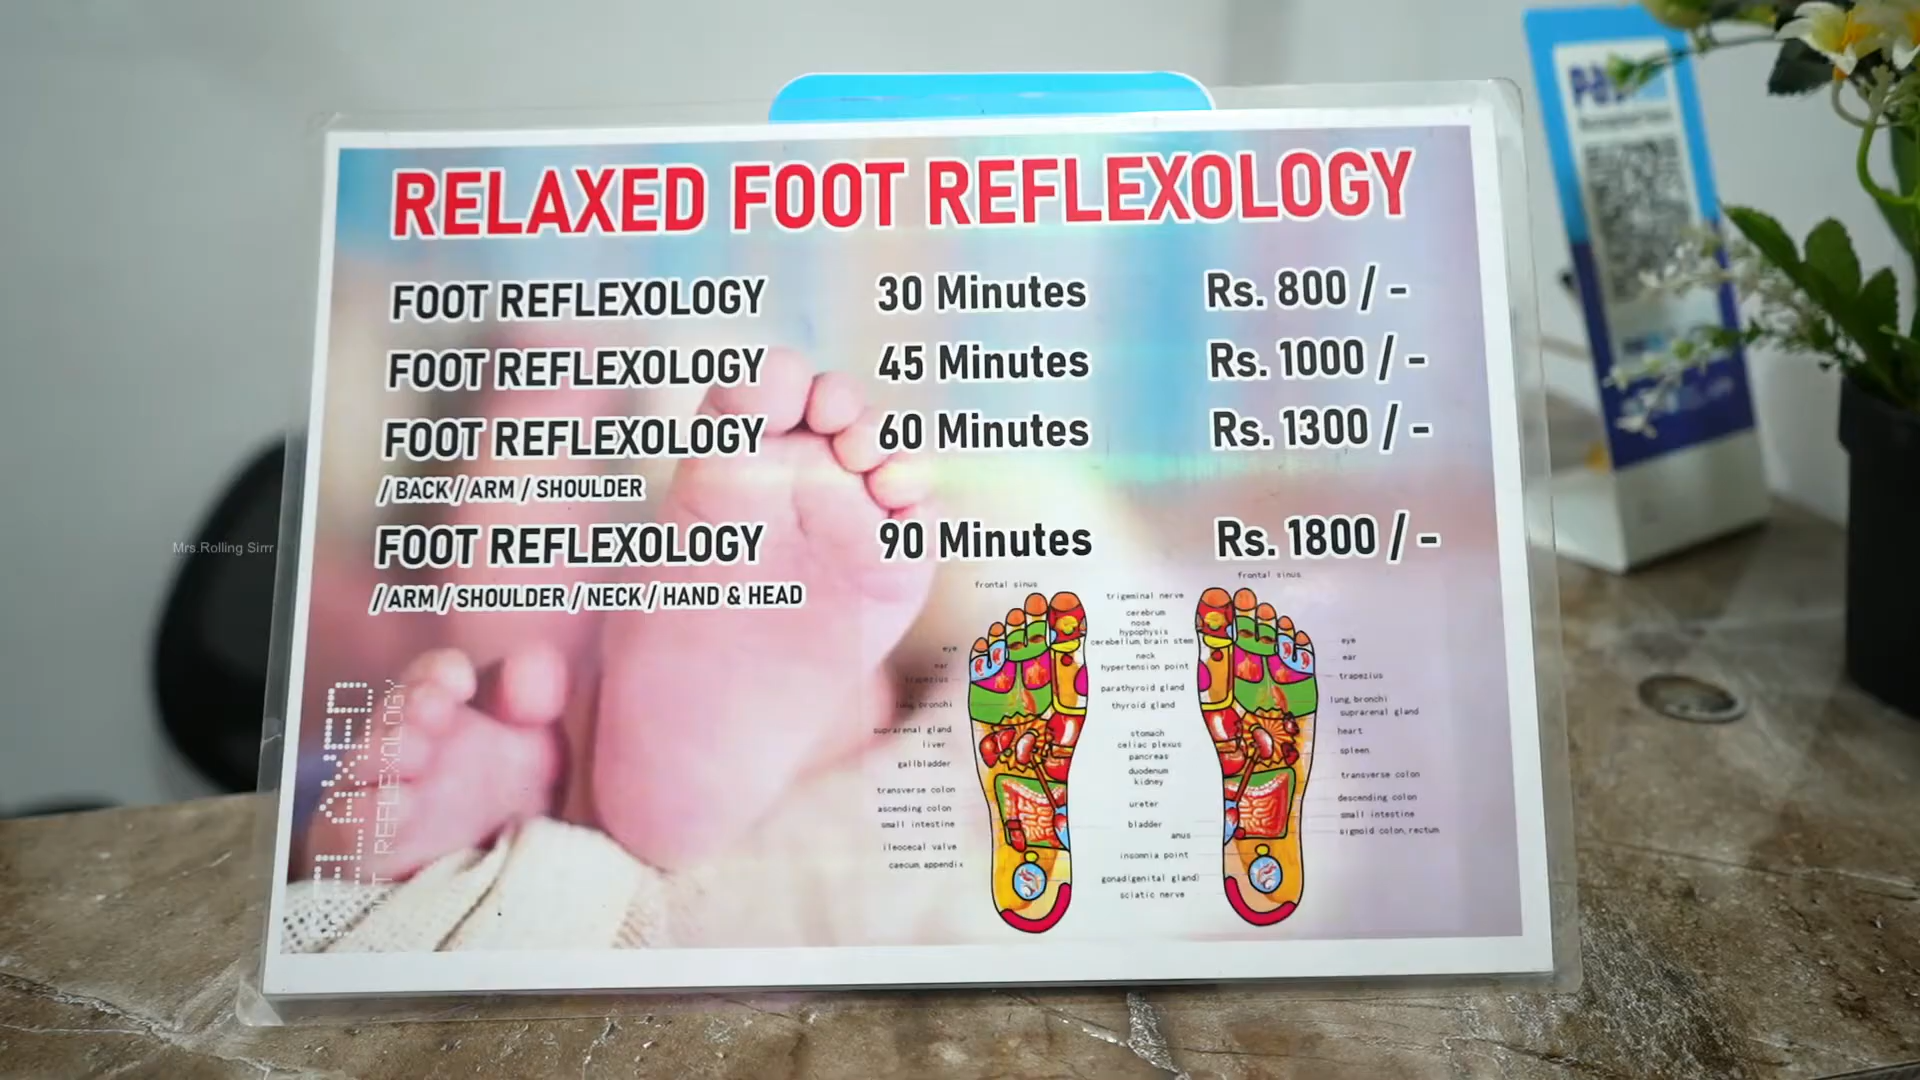 RELAXED FOOT REFLEXOLOGY
FOOT REFLEXOLOGY 30 Minutes Rs. 800 / -
FOOT REFLEXOLOGY 45 Minutes Rs. 1000 / -
FOOT REFLEXOLOGY 60 Minutes Rs. 1300 / -
/ BACK / ARM / SHOULDER
FOOT REFLEXOLOGY 90 Minutes Rs. 1800 / -
/ ARM / SHOULDER / NECK / HAND & HEAD
Mrs.Rolling Sirrr
RELAXED
REFLEXOLOGY
frontal sinus
eye
ear
trapezius
lung, bronchi
suprarenal gland
liver
gallbladder
transverse colon
ascending colon
small intestine
ileocecal valve
caecum, appendix
trigeminal nerve
cerebrum
nose
hypophysis
cerebellum, brain stem
neck
hypertension point
parathyroid gland
thyroid gland
stomach
celiac plexus
pancreas
duodenum
kidney
ureter
bladder
anus
insomnia point
gonad(genital gland)
sciatic nerve
frontal sinus
eye
ear
trapezius
lung, bronchi
suprarenal gland
heart
spleen
transverse colon
descending colon
small intestine
sigmoid colon, rectum